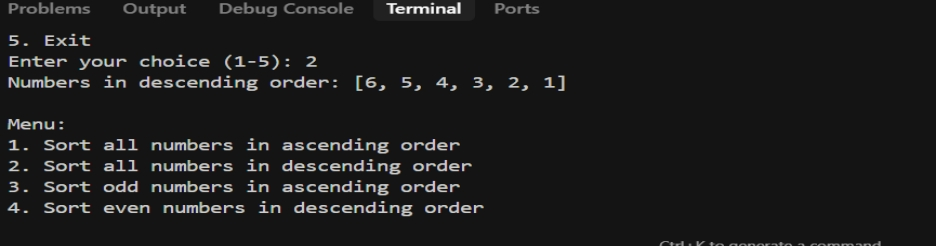 Problems Output Debug Console Terminal Ports
5. Exit
Enter your choice (1-5): 2
Numbers in descending order: [6, 5, 4, 3, 2, 1]
Menu:
1. Sort all numbers in ascending order
2. Sort all numbers in descending order
3. Sort odd numbers in ascending order
4. Sort even numbers in descending order
Ctrl+K to generate a command